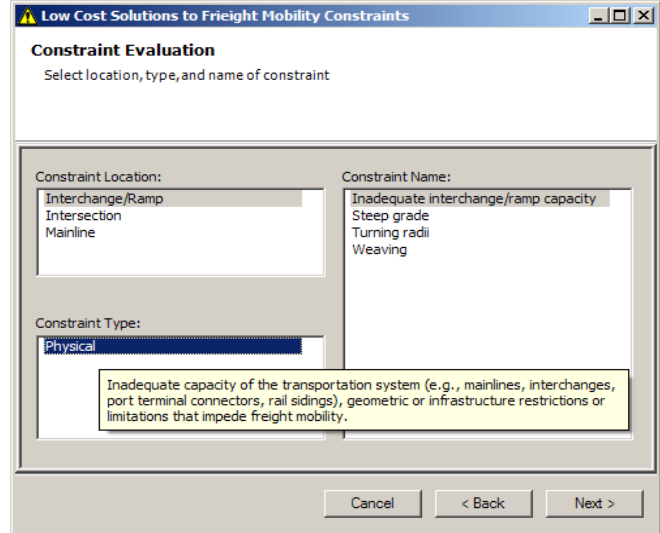 Low Cost Solutions to Frieight Mobility Constraints
Constraint Evaluation
Select location, type, and name of constraint
Constraint Location:
Interchange/Ramp
Intersection
Mainline
Constraint Name:
Inadequate interchange/ramp capacity
Steep grade
Turning radii
Weaving
Constraint Type:
Physical
Inadequate capacity of the transportation system (e.g., mainlines, interchanges,
port terminal connectors, rail sidings), geometric or infrastructure restrictions or
limitations that impede freight mobility.
Cancel
< Back
Next >